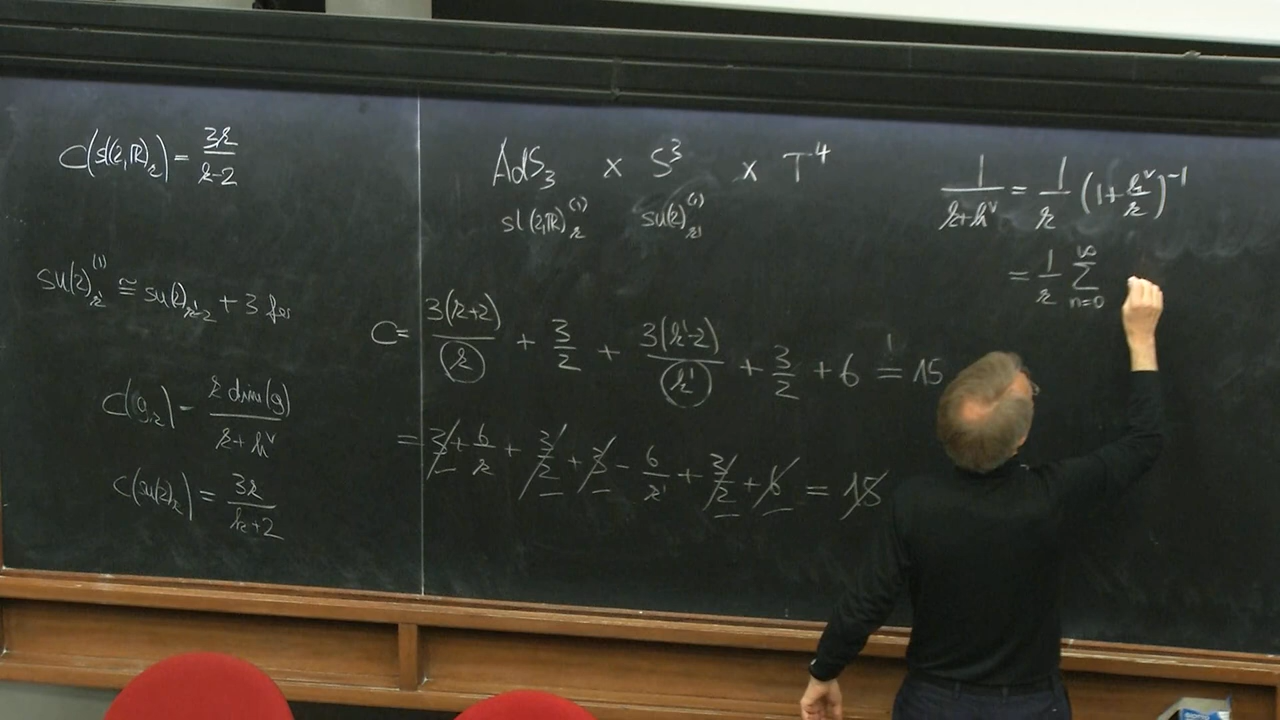 C(sl(2,ℝ)_k) = 3k/(k-2)
su(2)_k^(1) ≅ su(2)_{k-2} + 3 fer
C(g_k) = k dim(g)/(k+h^v)
C(su(2)_k) = 3k/(k+2)
AdS_3 × S^3 × T^4
sl(2,ℝ)_k^(1) su(2)_{k'}^(1)
C = 3(k+2)/k + 3/2 + 3(k'-2)/k' + 3/2 + 6 =! 15
= 3 + 6/k + 3/2 + 3 - 6/k' + 3/2 + 6 = 15
1/(k+h^v) = 1/k (1+h^v/k)^-1
= 1/k ∑_{n=0}^∞